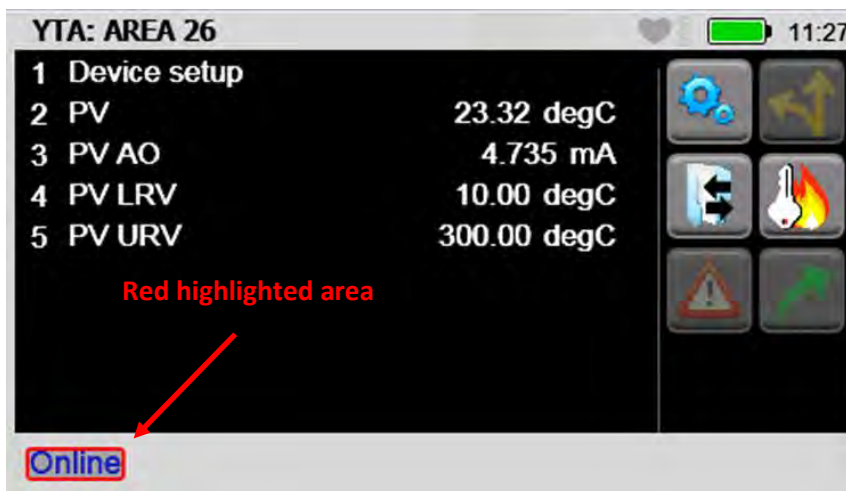 YTA: AREA 26 11:27
1 Device setup
2 PV 23.32 degC
3 PV AO 4.735 mA
4 PV LRV 10.00 degC
5 PV URV 300.00 degC
Red highlighted area
Online